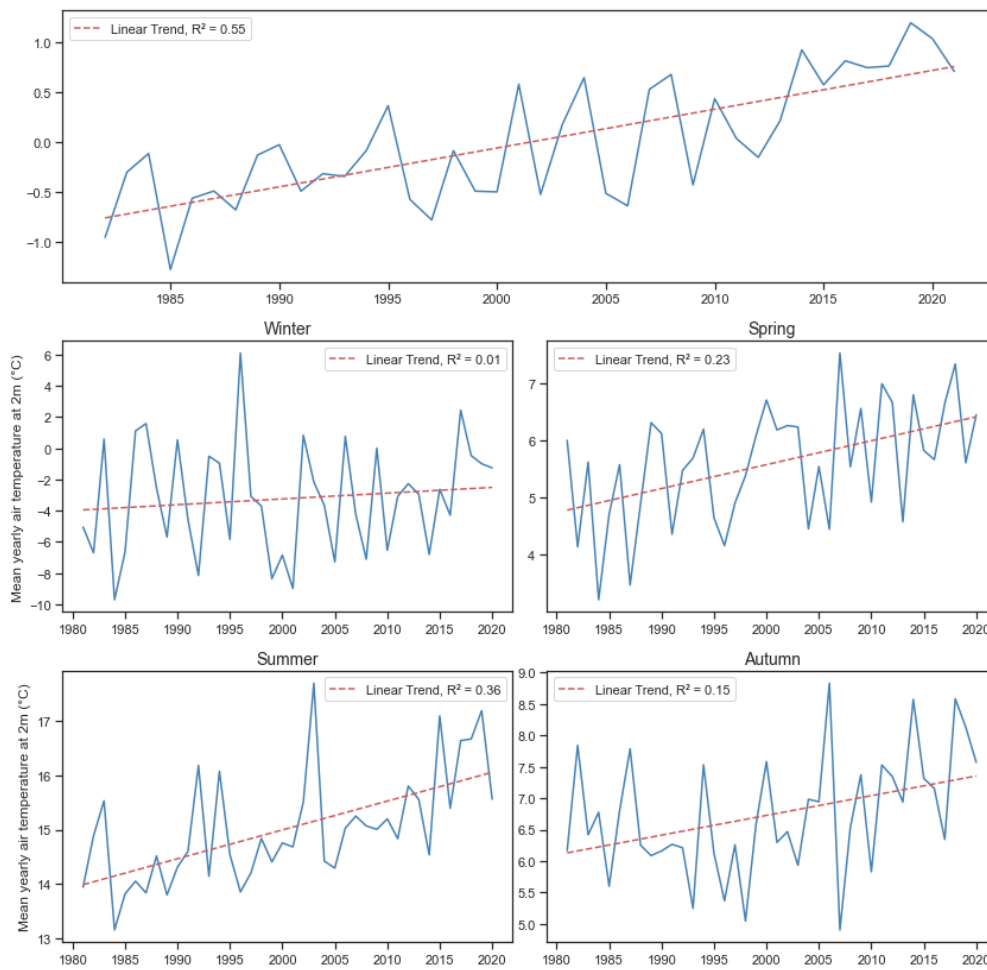 Linear Trend, R² = 0.55
1.0
0.5
0.0
−0.5
−1.0
1985 1990 1995 2000 2005 2010 2015 2020
Winter
Linear Trend, R² = 0.01
Mean yearly air temperature at 2m (°C)
6
4
2
0
−2
−4
−6
−8
−10
1980 1985 1990 1995 2000 2005 2010 2015 2020
Spring
Linear Trend, R² = 0.23
7
6
5
4
1980 1985 1990 1995 2000 2005 2010 2015 2020
Summer
Linear Trend, R² = 0.36
Mean yearly air temperature at 2m (°C)
17
16
15
14
13
1980 1985 1990 1995 2000 2005 2010 2015 2020
Autumn
Linear Trend, R² = 0.15
9.0
8.5
8.0
7.5
7.0
6.5
6.0
5.5
5.0
1980 1985 1990 1995 2000 2005 2010 2015 2020